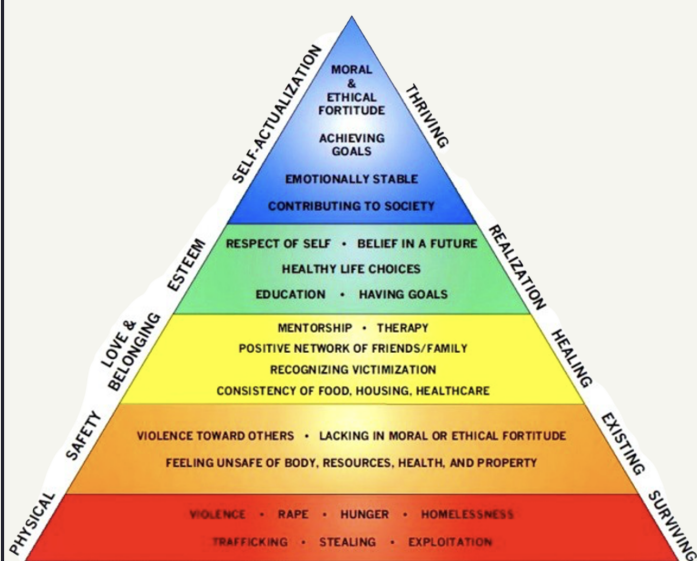 SELF-ACTUALIZATION
THRIVING
MORAL
&
ETHICAL
FORTITUDE
ACHIEVING
GOALS
EMOTIONALLY STABLE
CONTRIBUTING TO SOCIETY
ESTEEM
REALIZATION
RESPECT OF SELF • BELIEF IN A FUTURE
HEALTHY LIFE CHOICES
EDUCATION • HAVING GOALS
LOVE &
BELONGING
HEALING
MENTORSHIP • THERAPY
POSITIVE NETWORK OF FRIENDS/FAMILY
RECOGNIZING VICTIMIZATION
CONSISTENCY OF FOOD, HOUSING, HEALTHCARE
SAFETY
EXISTING
VIOLENCE TOWARD OTHERS • LACKING IN MORAL OR ETHICAL FORTITUDE
FEELING UNSAFE OF BODY, RESOURCES, HEALTH, AND PROPERTY
PHYSICAL
SURVIVING
VIOLENCE • RAPE • HUNGER • HOMELESSNESS
TRAFFICKING • STEALING • EXPLOITATION